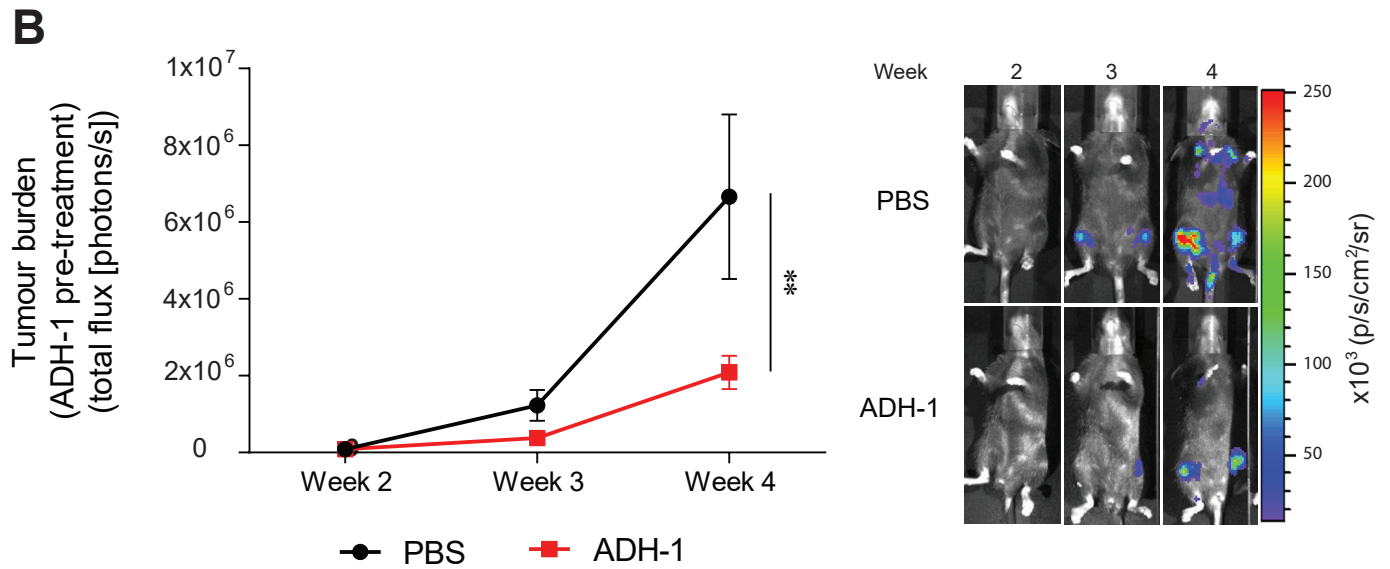 B
Tumour burden
(ADH-1 pre-treatment)
(total flux [photons/s])
1x10⁷
8x10⁶
6x10⁶
4x10⁶
2x10⁶
0
Week 2
Week 3
Week 4
**
PBS
ADH-1
Week
2
3
4
PBS
ADH-1
250
200
150
100
50
x10³ (p/s/cm²/sr)